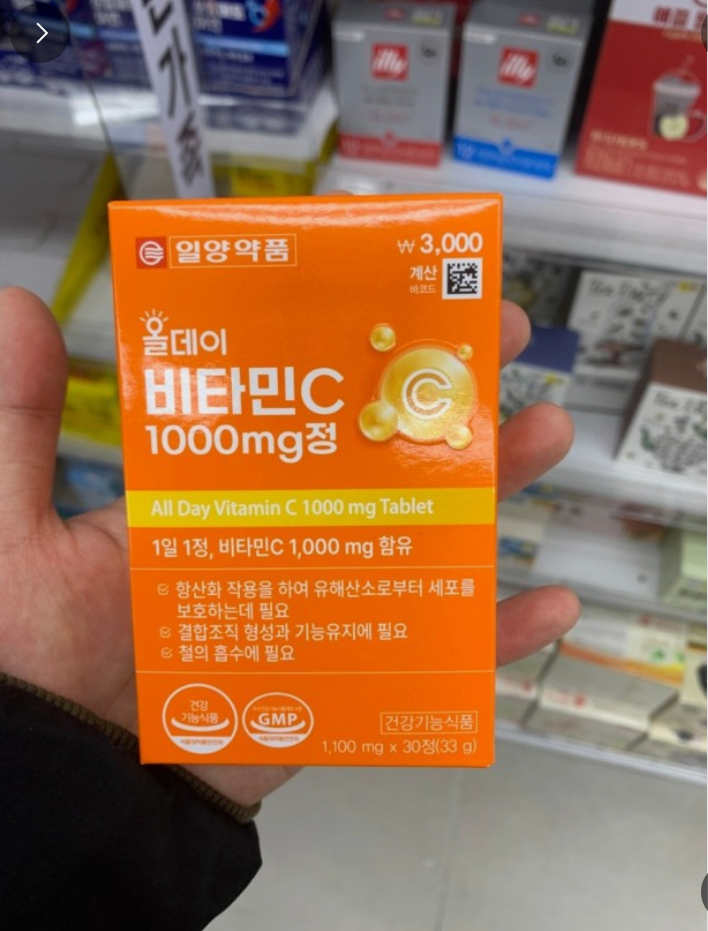 일양약품
₩ 3,000
계산
바코드
올데이
비타민C
1000mg정
C
All Day Vitamin C 1000 mg Tablet
1일 1정, 비타민C 1,000 mg 함유
항산화 작용을 하여 유해산소로부터 세포를
보호하는데 필요
결합조직 형성과 기능유지에 필요
철의 흡수에 필요
건강
기능식품
GMP
건강기능식품
1,100 mg x 30정(33 g)
illy
illy